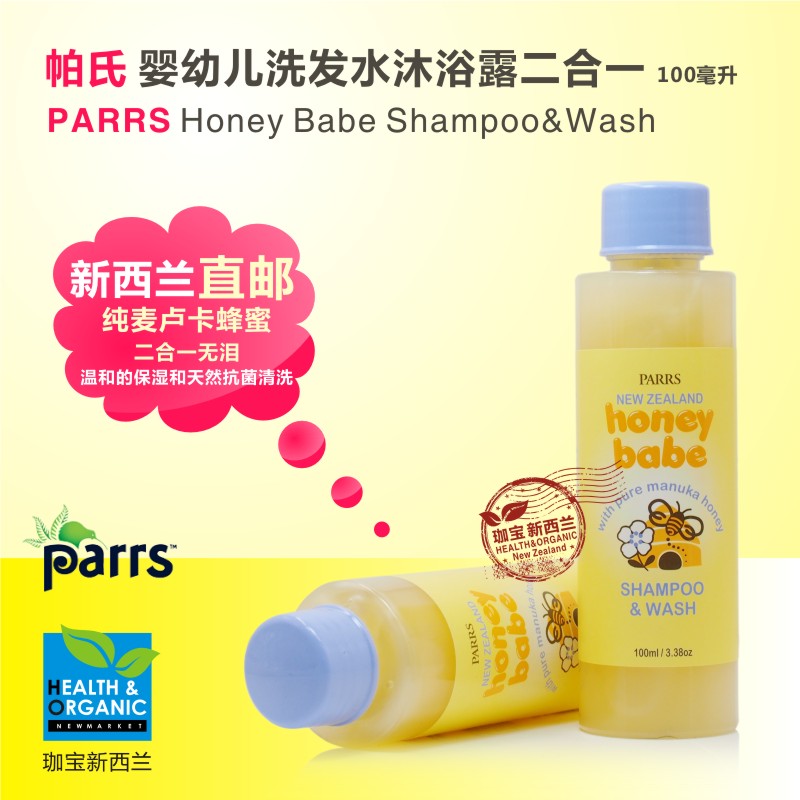 帕氏 婴幼儿洗发水沐浴露二合一 100毫升
PARRS Honey Babe Shampoo&Wash
新西兰直邮
纯麦卢卡蜂蜜
二合一无泪
温和的保湿和天然抗菌清洗
PARRS
NEW ZEALAND
honey
babe
with pure manuka honey
SHAMPOO
& WASH
100ml / 3.38oz
珈宝新西兰
HEALTH&ORGANIC
New Zealand
parrs™
PARRS
NEW ZEALAND
honey
babe
pure manuka
HEALTH &
ORGANIC
NEWMARKET
珈宝新西兰